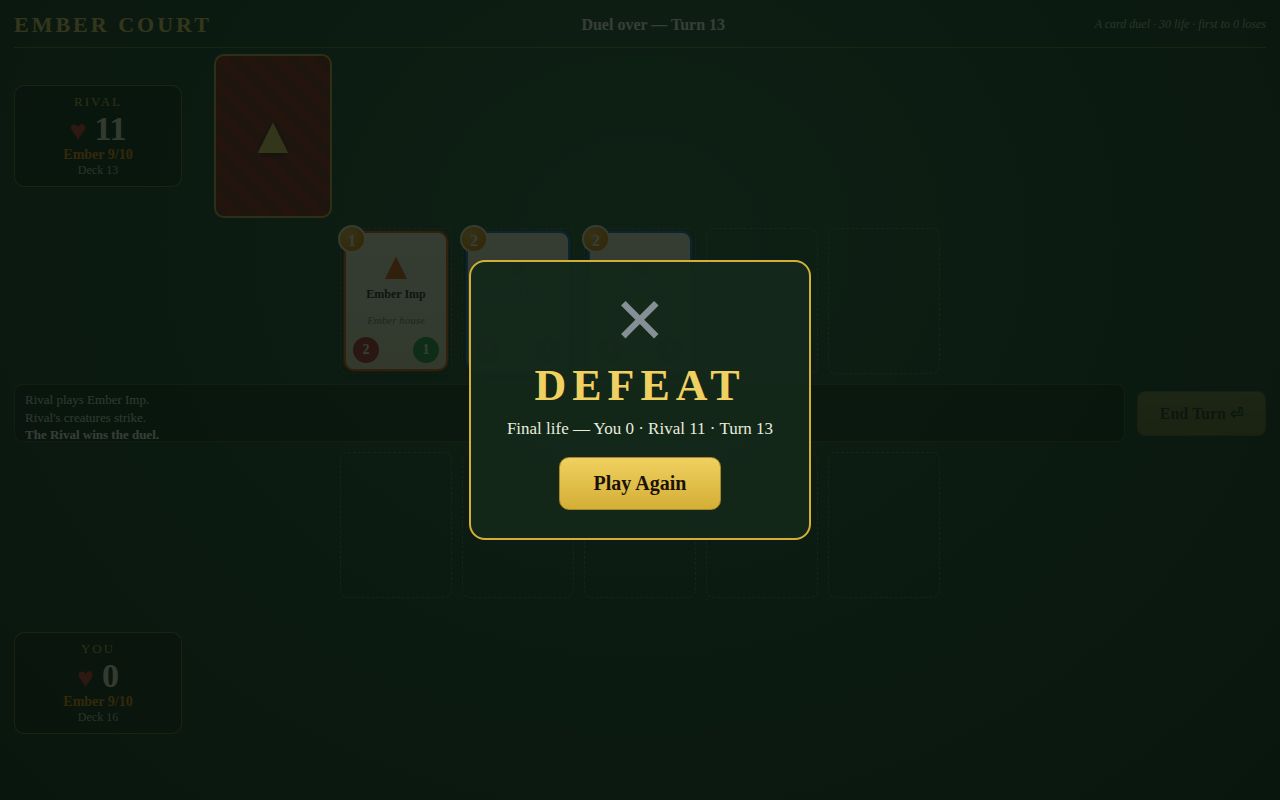 EMBER COURT
Duel over — Turn 13
A card duel · 30 life · first to 0 loses
RIVAL
♥ 11
Ember 9/10
Deck 13
1
Ember Imp
Ember house
2
1
2
2
Rival plays Ember Imp.
Rival's creatures strike.
The Rival wins the duel.
End Turn ⏎
DEFEAT
Final life — You 0 · Rival 11 · Turn 13
Play Again
YOU
♥ 0
Ember 9/10
Deck 16